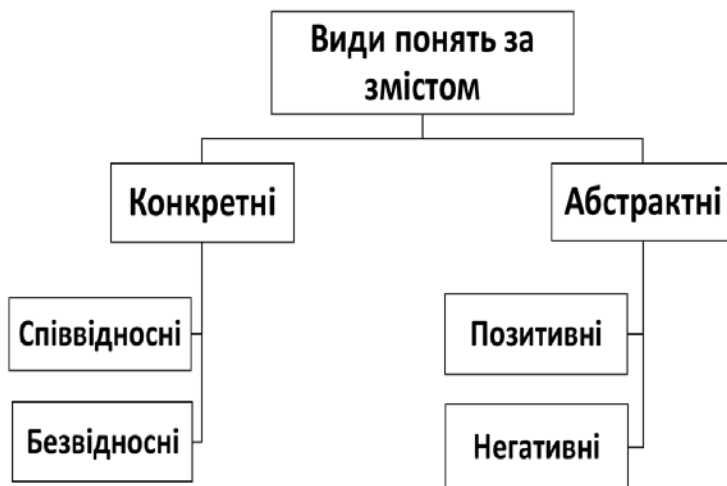 Види понять за
змістом
Конкретні
Абстрактні
Співвідносні
Безвідносні
Позитивні
Негативні